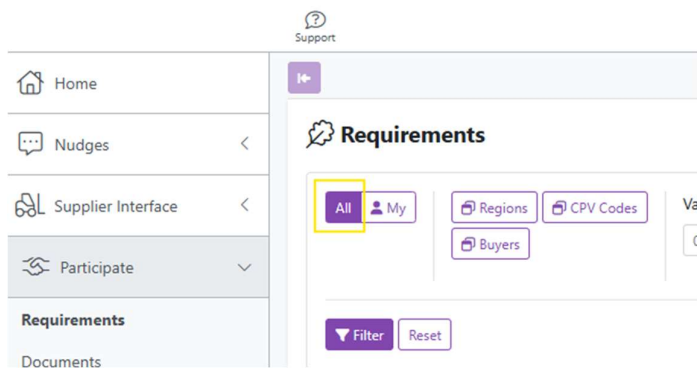 Support
Home
Nudges
Supplier Interface
Participate
Requirements
Documents
Requirements
All My
Regions CPV Codes
Buyers
Filter Reset